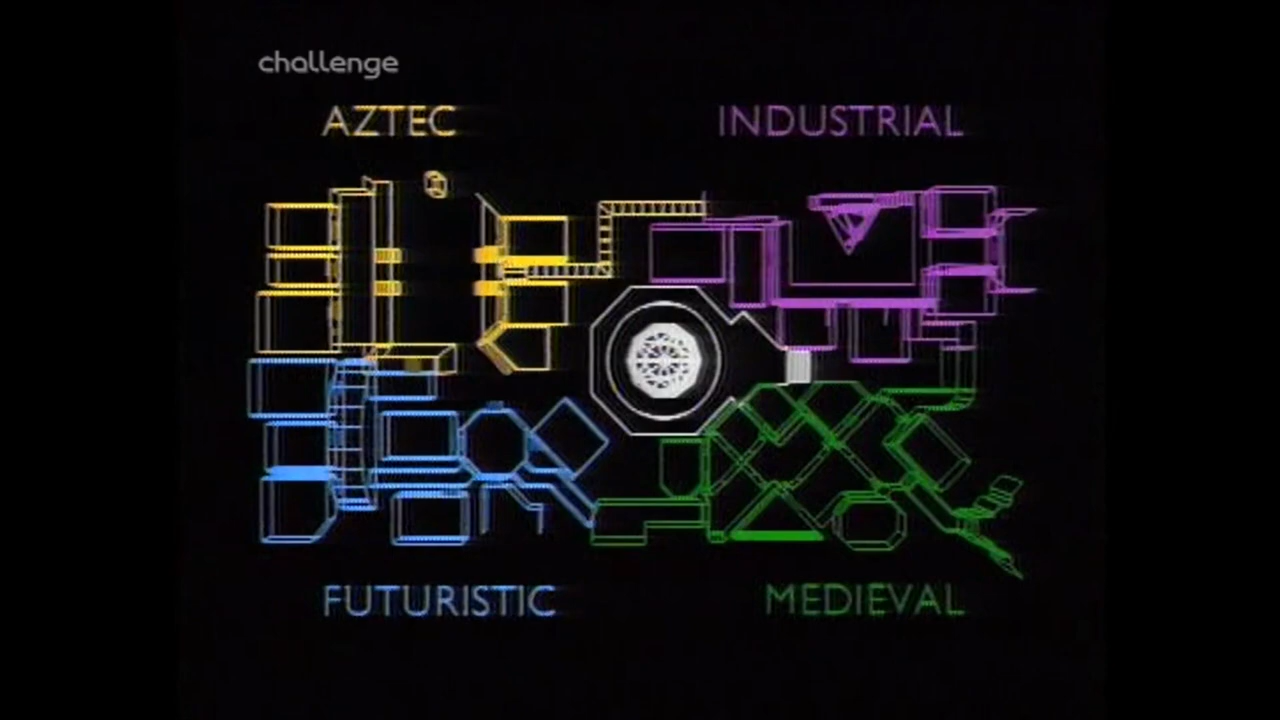 challenge
AZTEC
INDUSTRIAL
FUTURISTIC
MEDIEVAL